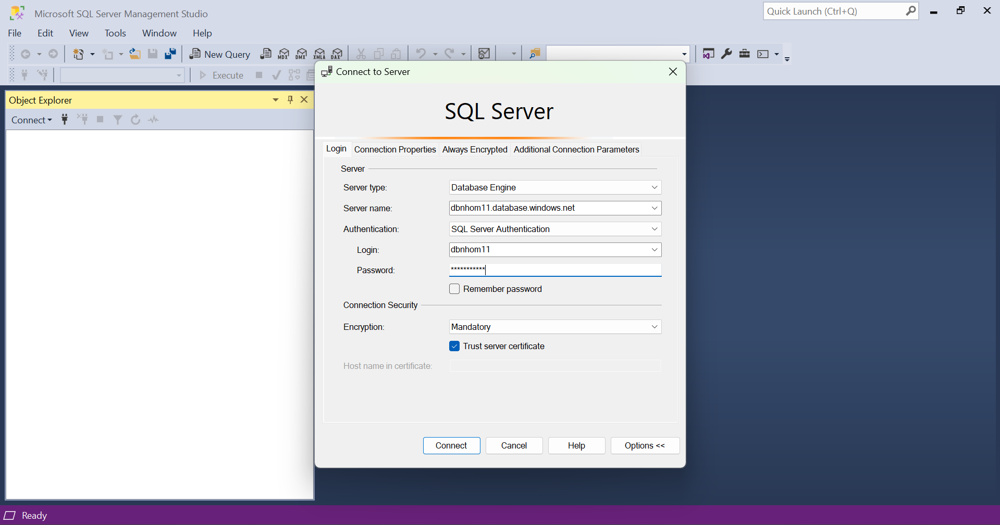 Microsoft SQL Server Management Studio
Quick Launch (Ctrl+Q)
File Edit View Tools Window Help
New Query MDX DMX XMLA DAX
Execute
Object Explorer
Connect
Connect to Server
SQL Server
Login Connection Properties Always Encrypted Additional Connection Parameters
Server
Server type: Database Engine
Server name: dbnhom11.database.windows.net
Authentication: SQL Server Authentication
Login: dbnhom11
Password: ***********
Remember password
Connection Security
Encryption: Mandatory
Trust server certificate
Host name in certificate:
Connect Cancel Help Options <<
Ready